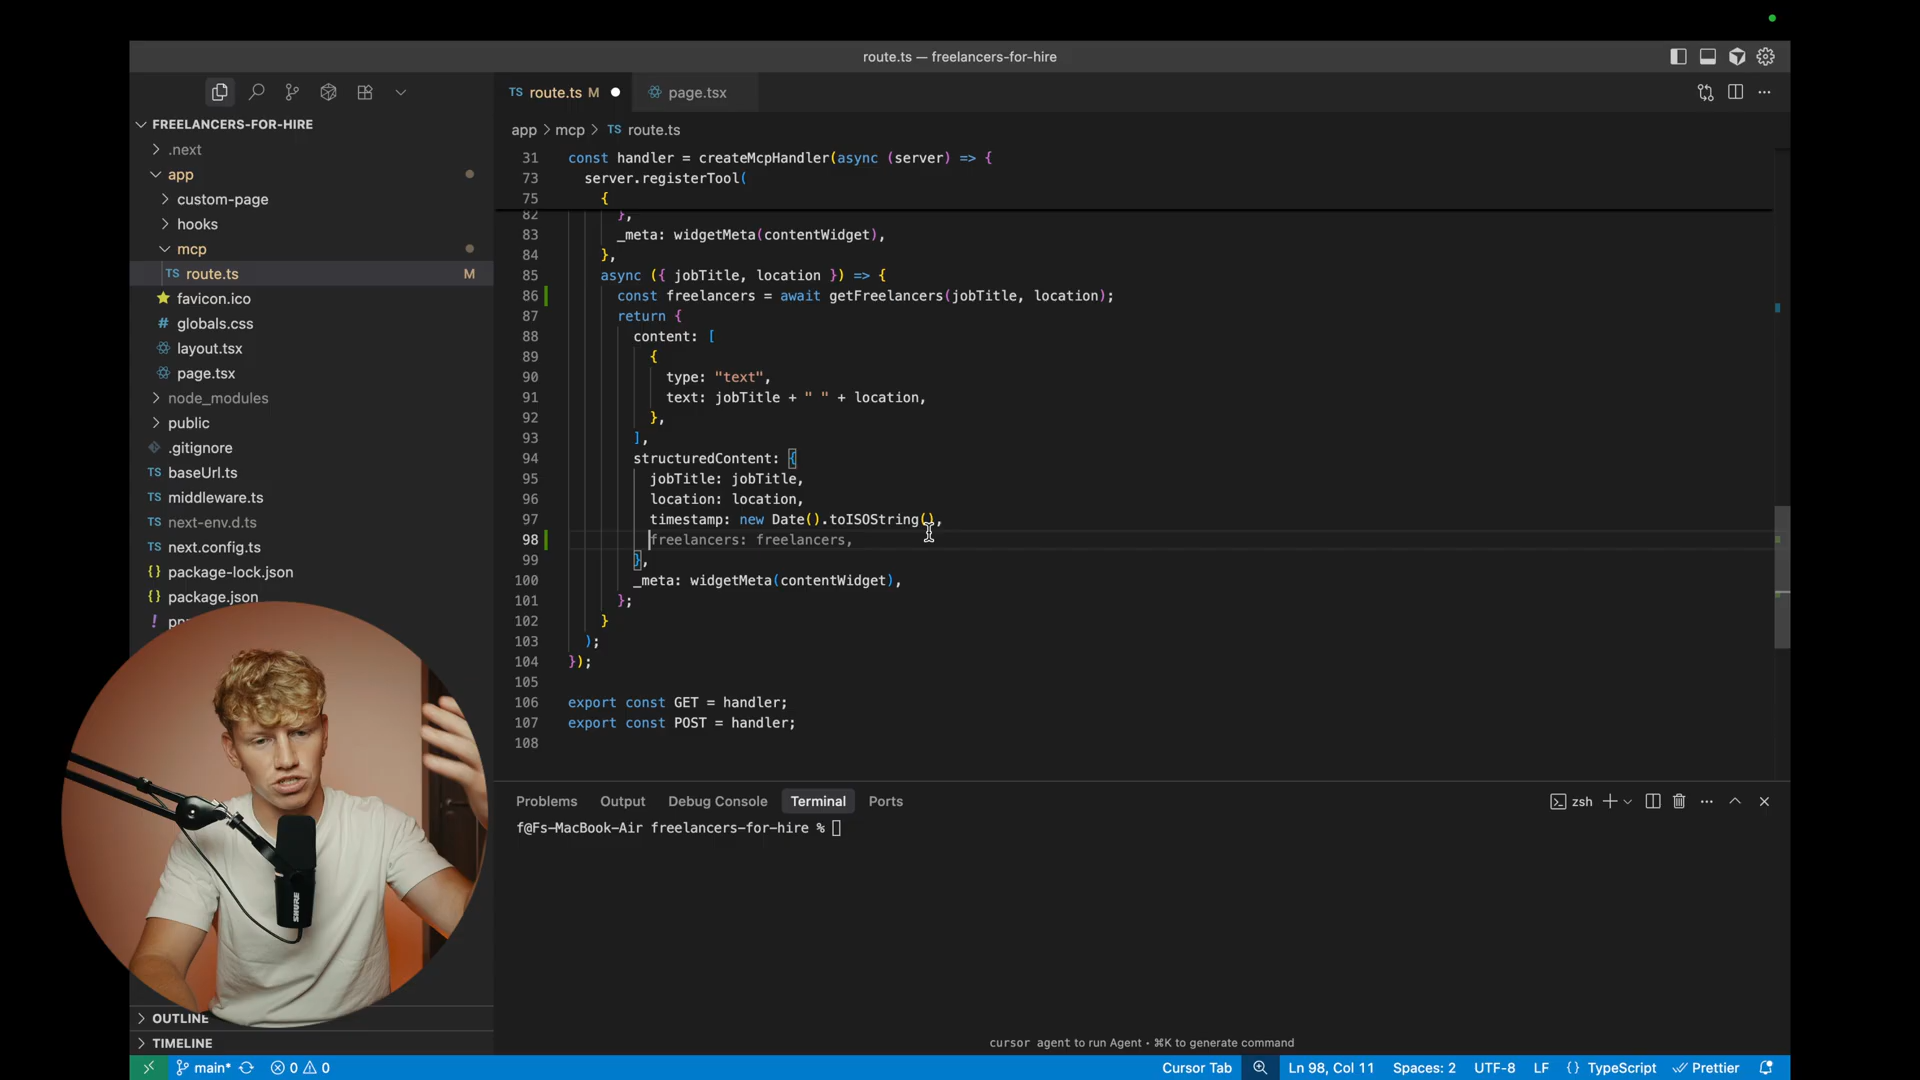 route.ts — freelancers-for-hire
FREELANCERS-FOR-HIRE
.next
app
custom-page
hooks
mcp
TS route.ts M
favicon.ico
# globals.css
layout.tsx
page.tsx
node_modules
public
.gitignore
TS baseUrl.ts
TS middleware.ts
TS next-env.d.ts
TS next.config.ts
{} package-lock.json
{} package.json
!
OUTLINE
TIMELINE
TS route.ts M
page.tsx
app > mcp > TS route.ts
31 const handler = createMcpHandler(async (server) => {
73 server.registerTool(
75 {
82 },
83 _meta: widgetMeta(contentWidget),
84 },
85 async ({ jobTitle, location }) => {
86 const freelancers = await getFreelancers(jobTitle, location);
87 return {
88 content: [
89 {
90 type: "text",
91 text: jobTitle + " " + location,
92 },
93 ],
94 structuredContent: {
95 jobTitle: jobTitle,
96 location: location,
97 timestamp: new Date().toISOString(),
98 freelancers: freelancers,
99 },
100 _meta: widgetMeta(contentWidget),
101 };
102 }
103 );
104 });
105
106 export const GET = handler;
107 export const POST = handler;
108
Problems Output Debug Console Terminal Ports
zsh
f@Fs-MacBook-Air freelancers-for-hire %
SHURE
cursor agent to run Agent • ⌘K to generate command
main* 0 0
Cursor Tab Ln 98, Col 11 Spaces: 2 UTF-8 LF {} TypeScript Prettier